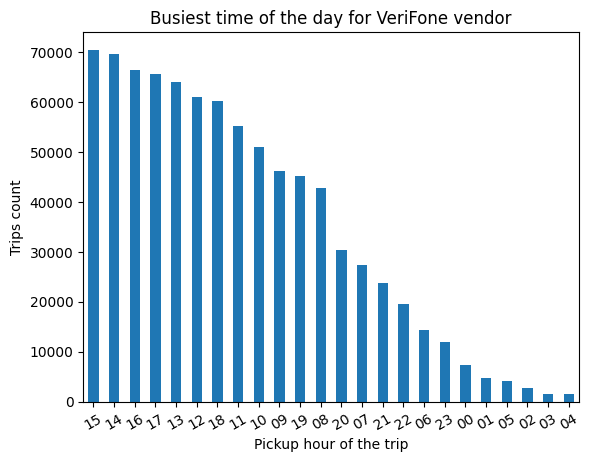 Busiest time of the day for VeriFone vendor
Trips count
70000
60000
50000
40000
30000
20000
10000
0
15 14 16 17 13 12 18 11 10 09 19 08 20 07 21 22 06 23 00 01 05 02 03 04
Pickup hour of the trip